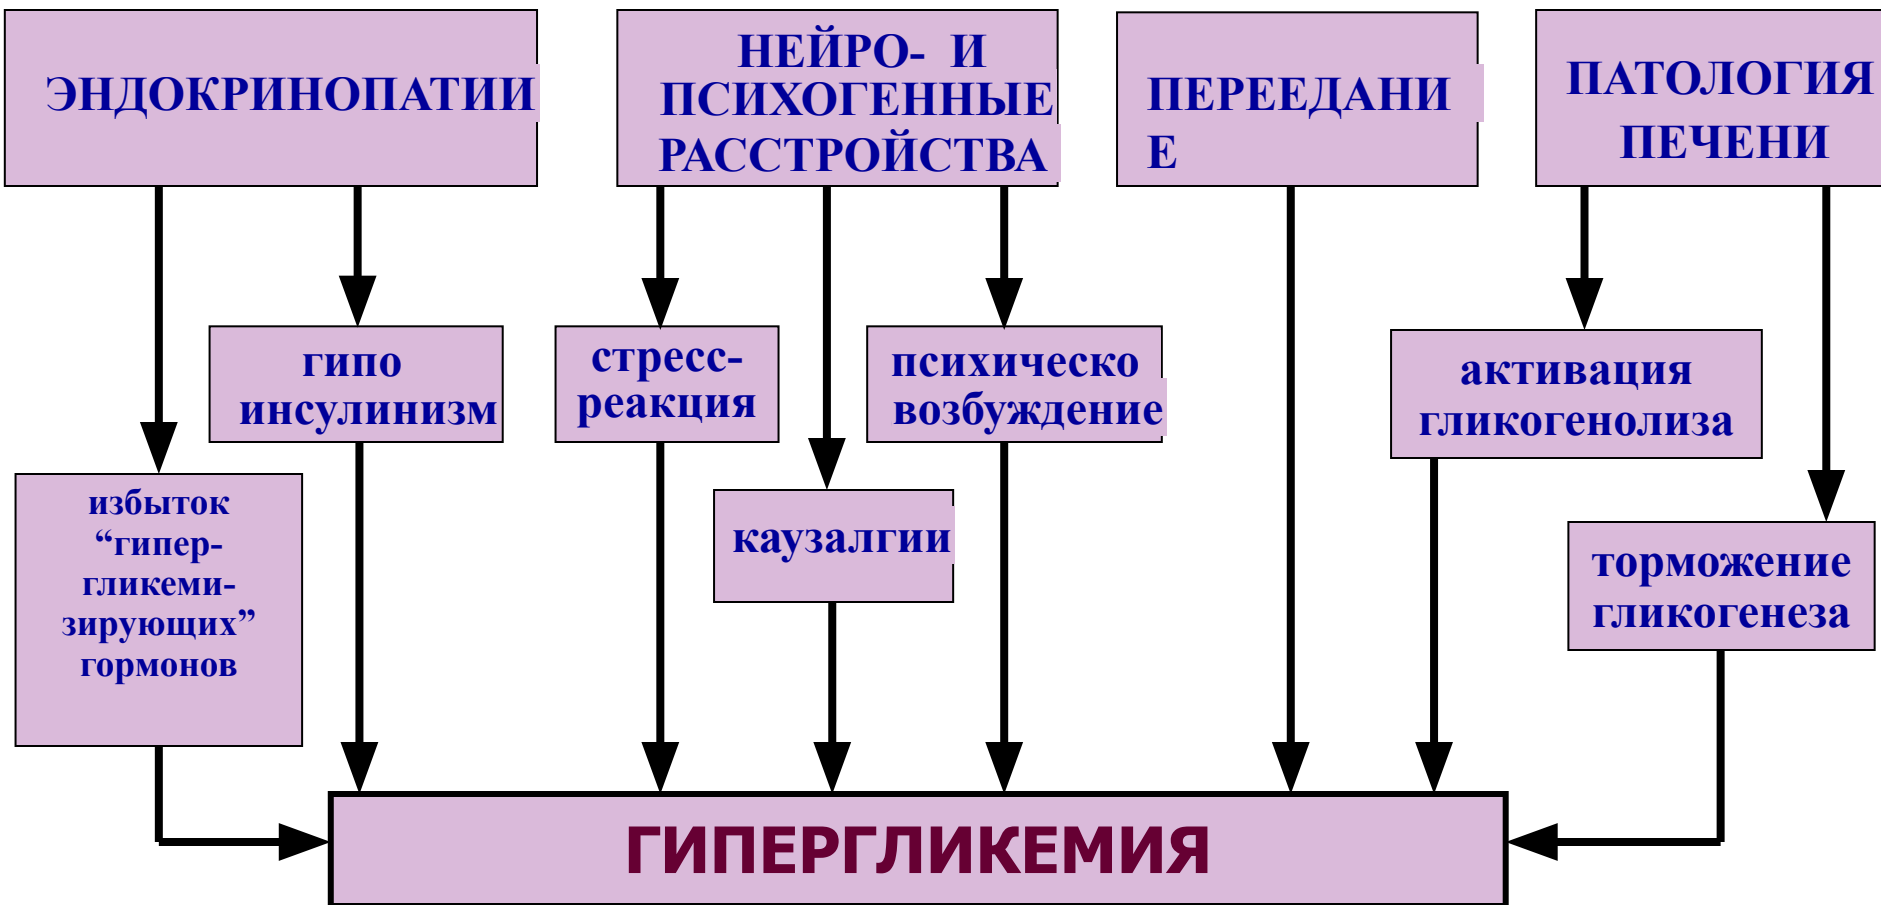 ЭНДОКРИНОПАТИИ
НЕЙРО- И
ПСИХОГЕННЫЕ
РАССТРОЙСТВА
ПЕРЕЕДАНИ
Е
ПАТОЛОГИЯ
ПЕЧЕНИ
гипо
инсулинизм
стресс-
реакция
психическо
возбуждение
активация
гликогенолиза
избыток
“гипер-
гликеми-
зирующих”
гормонов
каузалгии
торможение
гликогенеза
ГИПЕРГЛИКЕМИЯ